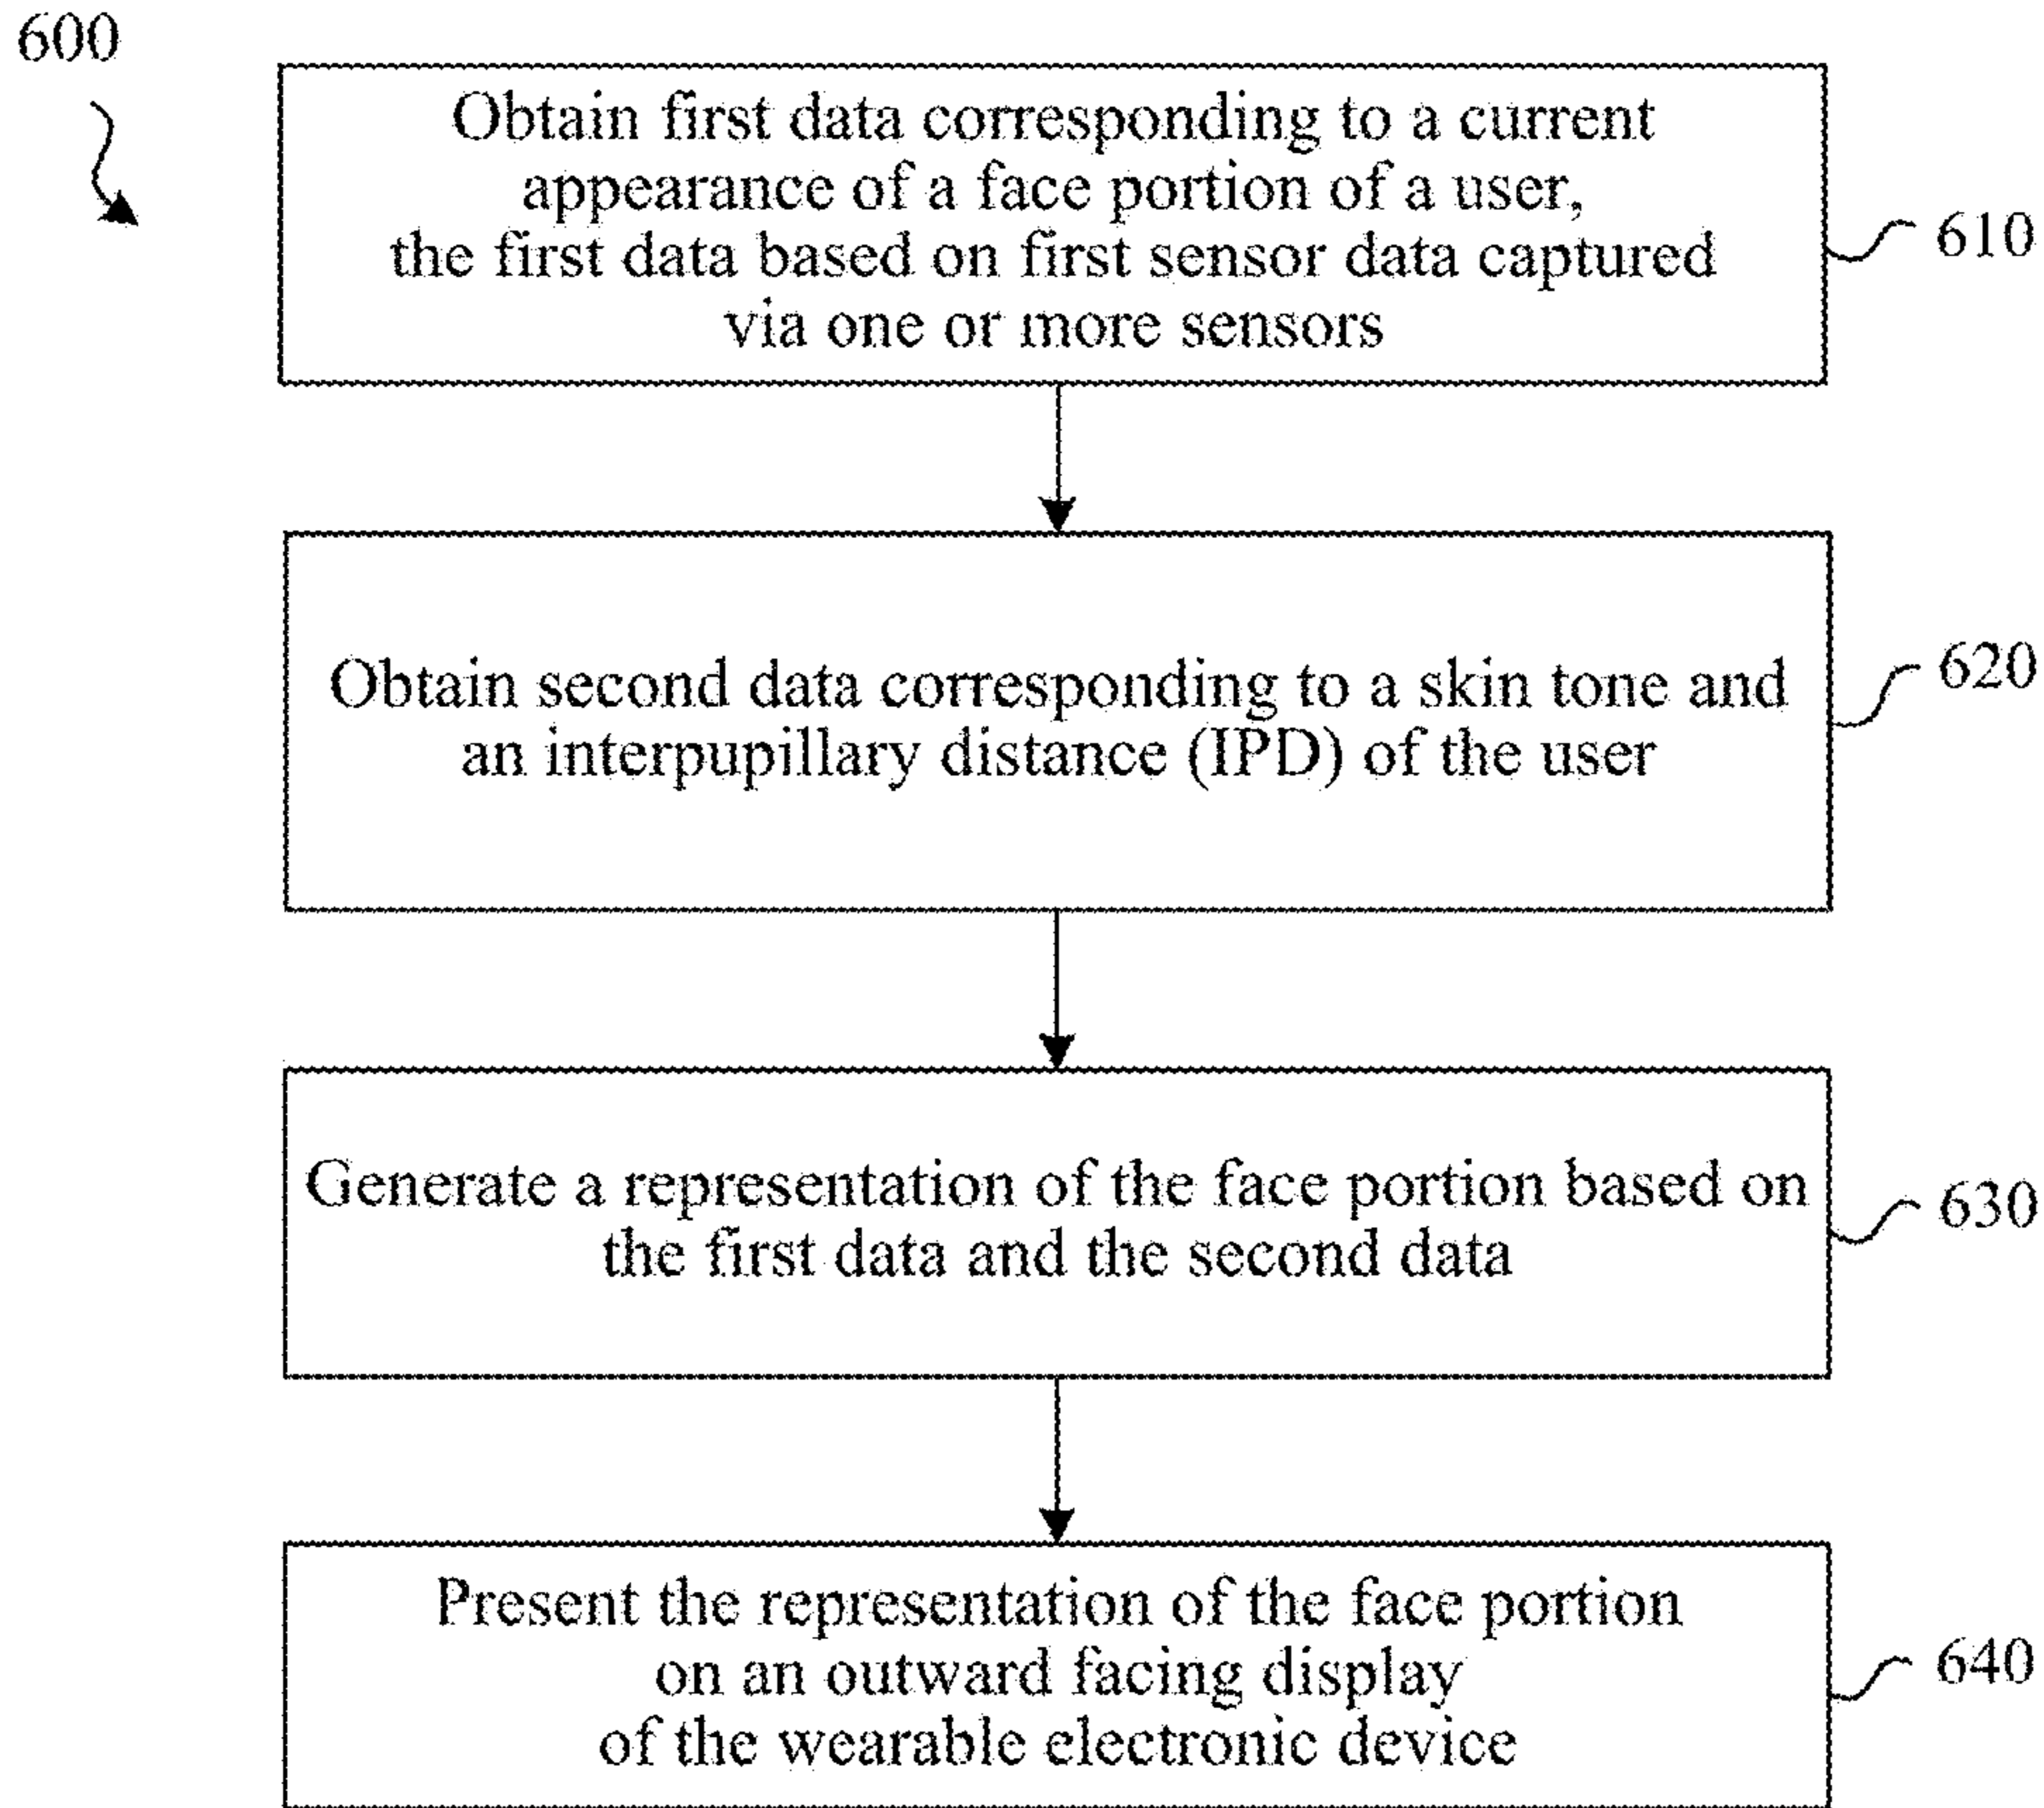 600
Obtain first data corresponding to a current
appearance of a face portion of a user,
the first data based on first sensor data captured
via one or more sensors
610
Obtain second data corresponding to a skin tone and
an interpupillary distance (IPD) of the user
620
Generate a representation of the face portion based on
the first data and the second data
630
Present the representation of the face portion
on an outward facing display
of the wearable electronic device
640